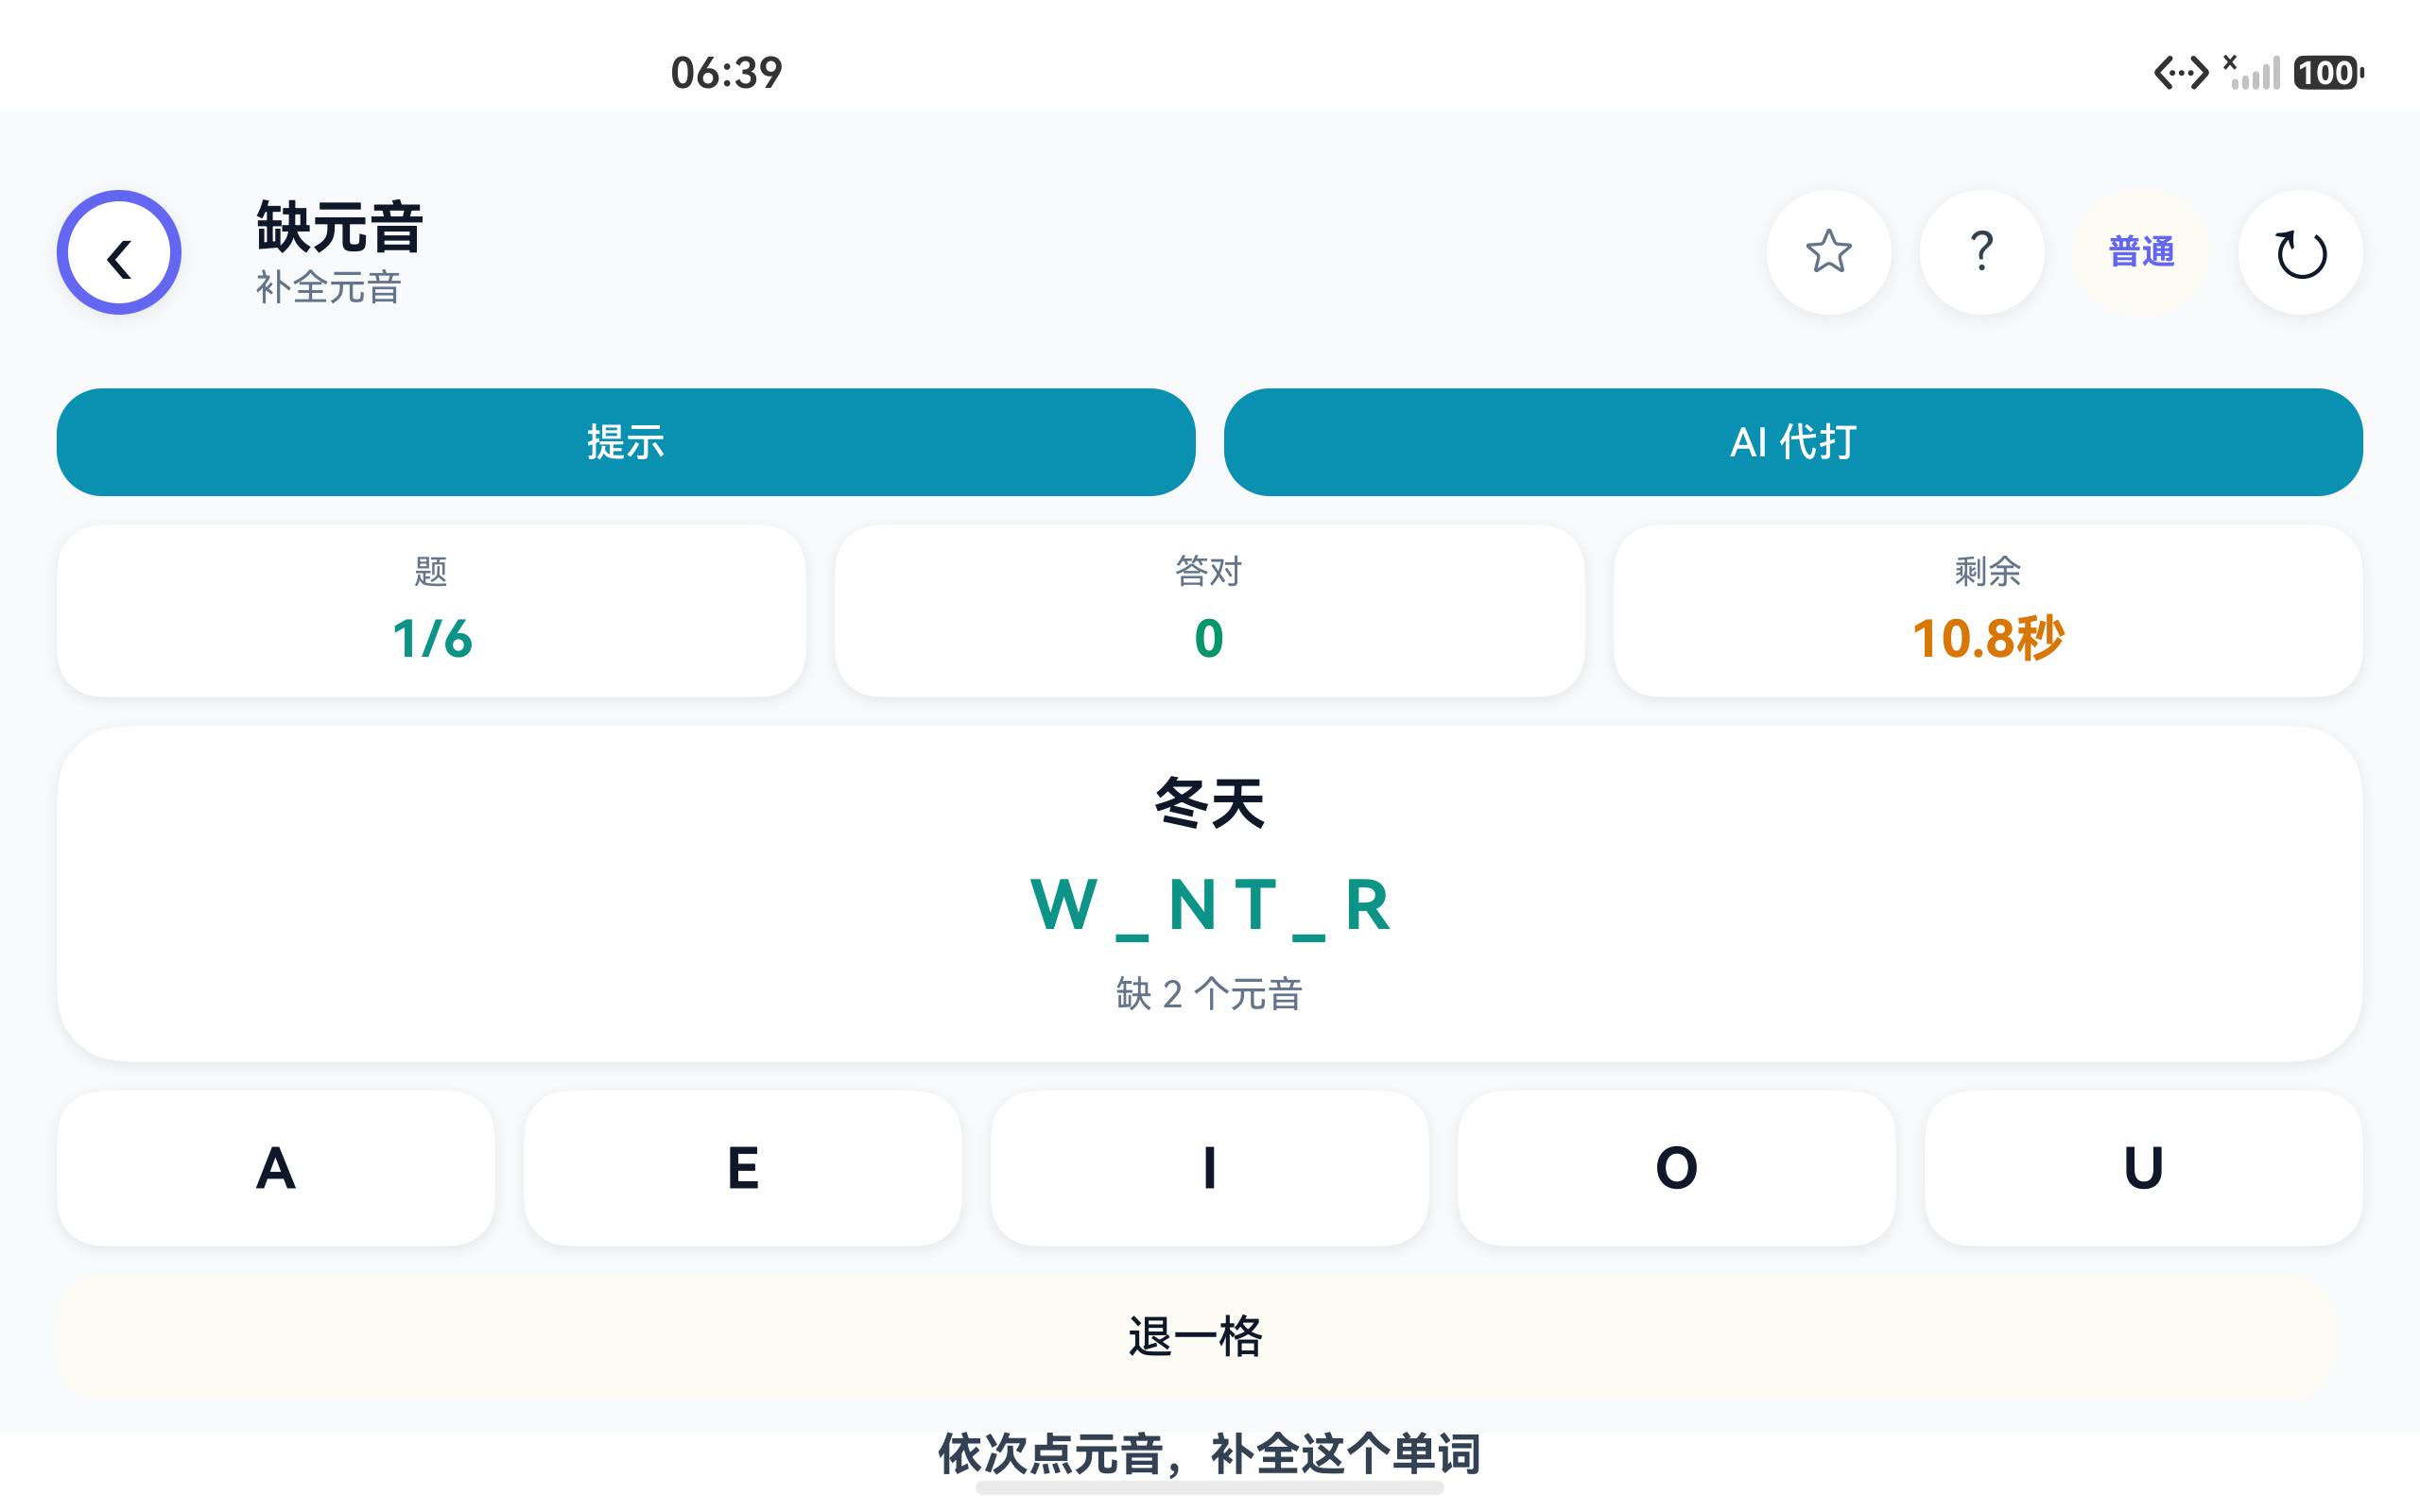 06:39
100
缺元音
补全元音
?
普通
提示
AI 代打
题
1/6
答对
0
剩余
10.8秒
冬天
W _ N T _ R
缺 2 个元音
A
E
I
O
U
退一格
依次点元音，补全这个单词